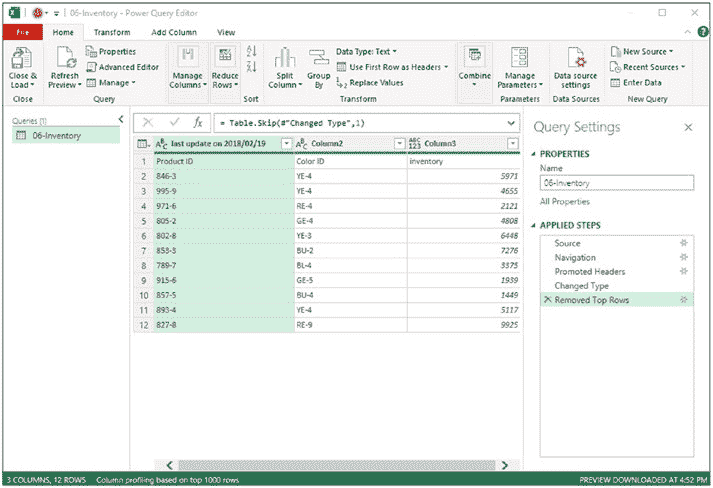 06-Inventory - Power Query Editor
File Home Transform Add Column View
Close & Load
Close
Refresh Preview
Properties
Advanced Editor
Manage
Query
Manage Columns
Reduce Rows
Sort
Split Column
Group By
Data Type: Text
Use First Row as Headers
Replace Values
Transform
Combine
Manage Parameters
Parameters
Data source settings
Data Sources
New Source
Recent Sources
Enter Data
New Query
Queries [1]
06-Inventory
fx = Table.Skip(#"Changed Type",1)
ABC last update on 2018/02/19 ABC Column2 ABC 123 Column3
1 Product ID Color ID inventory
2 846-3 YE-4 5971
3 995-9 YE-4 4655
4 971-6 RE-4 2121
5 805-2 GE-4 4808
6 802-8 YE-3 6448
7 853-3 BU-2 7276
8 789-7 BL-4 3375
9 915-6 GE-5 1939
10 857-5 BU-4 1449
11 893-4 YE-4 5117
12 827-8 RE-9 9925
Query Settings
PROPERTIES
Name
06-Inventory
All Properties
APPLIED STEPS
Source
Navigation
Promoted Headers
Changed Type
Removed Top Rows
3 COLUMNS, 12 ROWS Column profiling based on top 1000 rows PREVIEW DOWNLOADED AT 4:52 PM